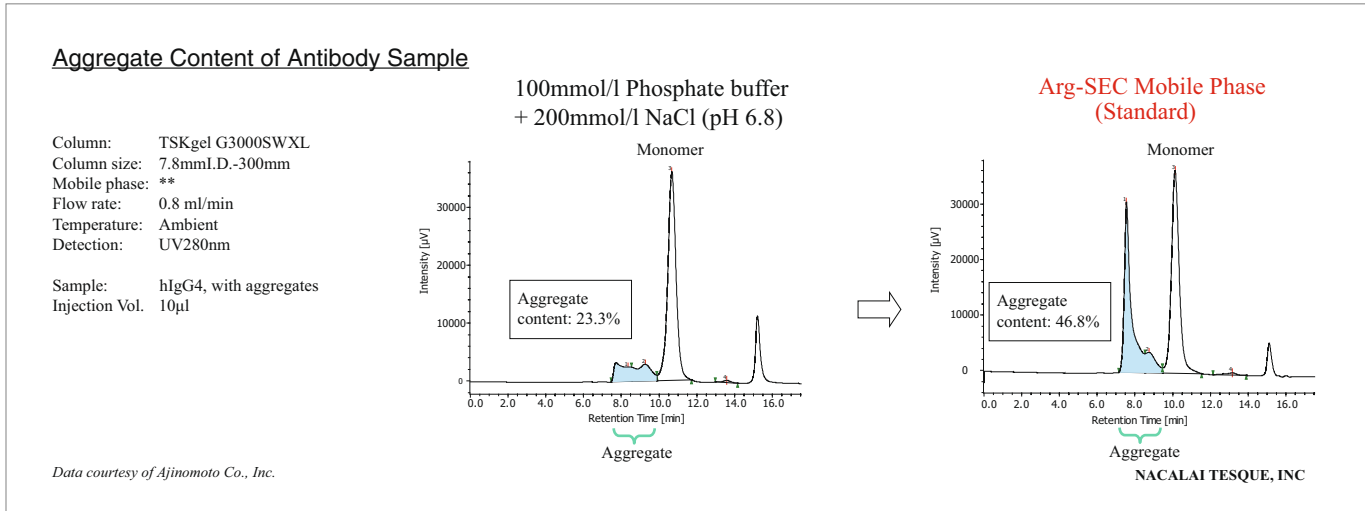 Aggregate Content of Antibody Sample
Column: TSKgel G3000SWXL
Column size: 7.8mmI.D.-300mm
Mobile phase: **
Flow rate: 0.8 ml/min
Temperature: Ambient
Detection: UV280nm
Sample: hIgG4, with aggregates
Injection Vol. 10µl
100mmol/l Phosphate buffer
+ 200mmol/l NaCl (pH 6.8)
Monomer
Intensity [µV]
30000
20000
10000
0
Aggregate
content: 23.3%
0.0 2.0 4.0 6.0 8.0 10.0 12.0 14.0 16.0
Retention Time [min]
Aggregate
Arg-SEC Mobile Phase
(Standard)
Monomer
Intensity [µV]
30000
20000
10000
0
Aggregate
content: 46.8%
0.0 2.0 4.0 6.0 8.0 10.0 12.0 14.0 16.0
Retention Time [min]
Aggregate
Data courtesy of Ajinomoto Co., Inc.
NACALAI TESQUE, INC